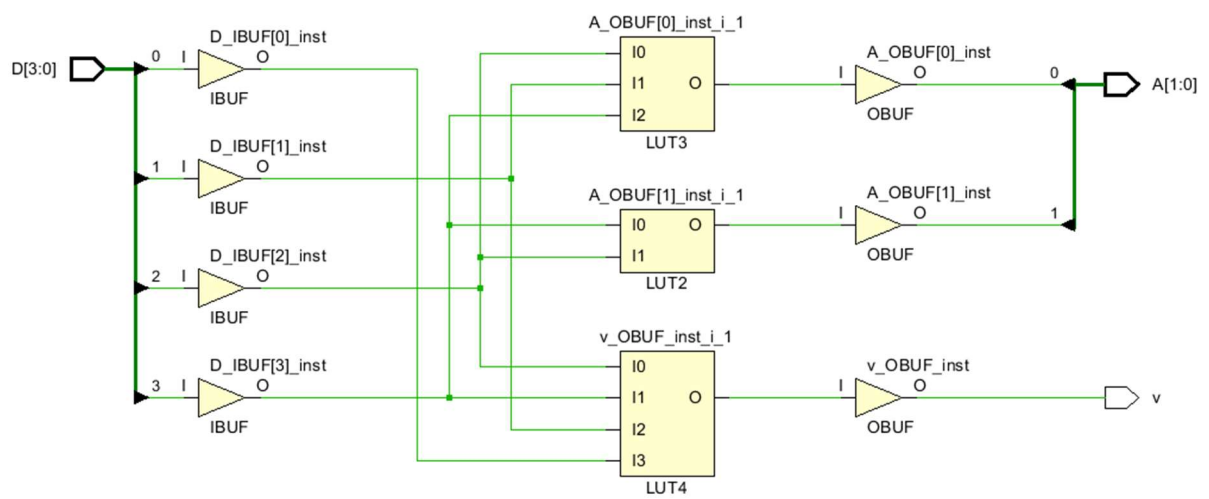 A_OBUF[0]_inst_i_1
D_IBUF[0]_inst
I0
A_OBUF[0]_inst
D[3:0]
0
I
O
I1
O
I
O
0
A[1:0]
IBUF
I2
OBUF
LUT3
D_IBUF[1]_inst
1
I
O
A_OBUF[1]_inst_i_1
A_OBUF[1]_inst
IBUF
I0
O
I
O
1
D_IBUF[2]_inst
I1
OBUF
2
I
O
LUT2
IBUF
v_OBUF_inst_i_1
D_IBUF[3]_inst
I0
v_OBUF_inst
3
I
O
I1
O
I
O
v
IBUF
I2
OBUF
I3
LUT4